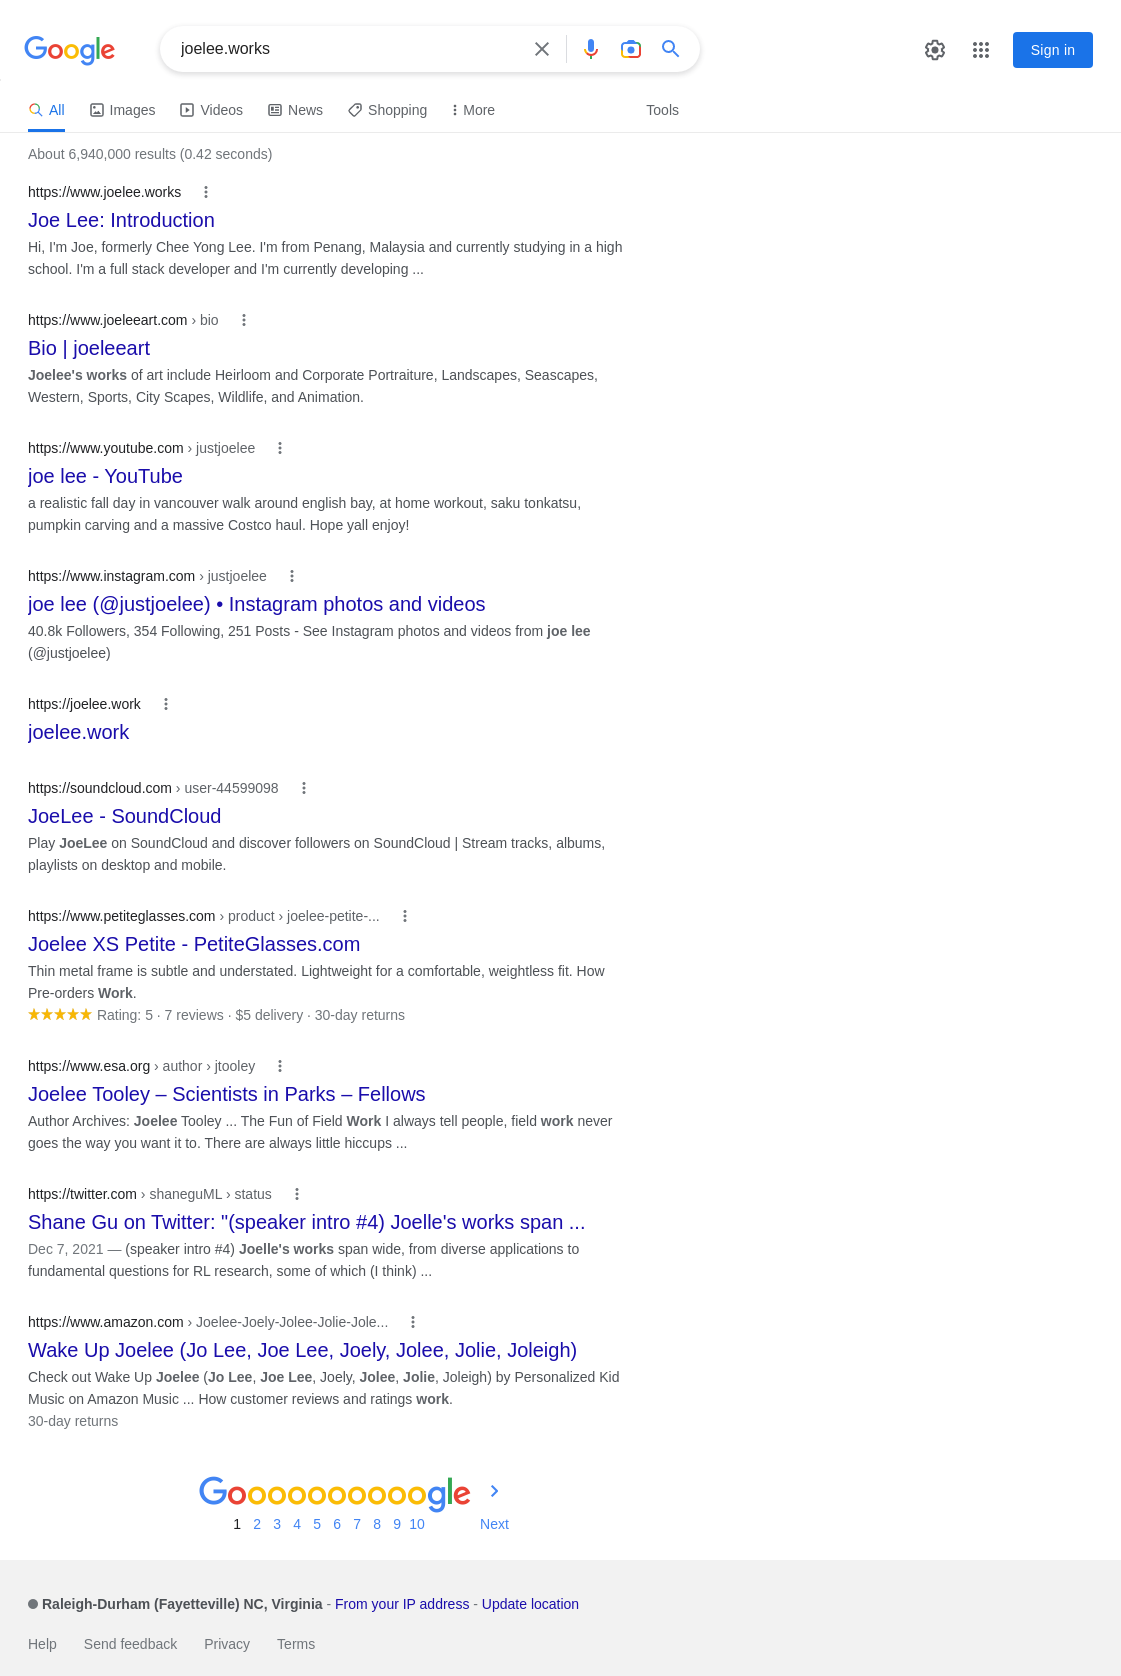 Google
joelee.works
Sign in
All
Images
Videos
News
Shopping
More
Tools
About 6,940,000 results (0.42 seconds)
https://www.joelee.works
Joe Lee: Introduction
Hi, I'm Joe, formerly Chee Yong Lee. I'm from Penang, Malaysia and currently studying in a high
school. I'm a full stack developer and I'm currently developing ...
https://www.joeleeart.com › bio
Bio | joeleeart
Joelee's works of art include Heirloom and Corporate Portraiture, Landscapes, Seascapes,
Western, Sports, City Scapes, Wildlife, and Animation.
https://www.youtube.com › justjoelee
joe lee - YouTube
a realistic fall day in vancouver walk around english bay, at home workout, saku tonkatsu,
pumpkin carving and a massive Costco haul. Hope yall enjoy!
https://www.instagram.com › justjoelee
joe lee (@justjoelee) • Instagram photos and videos
40.8k Followers, 354 Following, 251 Posts - See Instagram photos and videos from joe lee
(@justjoelee)
https://joelee.work
joelee.work
https://soundcloud.com › user-44599098
JoeLee - SoundCloud
Play JoeLee on SoundCloud and discover followers on SoundCloud | Stream tracks, albums,
playlists on desktop and mobile.
https://www.petiteglasses.com › product › joelee-petite-...
Joelee XS Petite - PetiteGlasses.com
Thin metal frame is subtle and understated. Lightweight for a comfortable, weightless fit. How
Pre-orders Work.
Rating: 5 · 7 reviews · $5 delivery · 30-day returns
https://www.esa.org › author › jtooley
Joelee Tooley – Scientists in Parks – Fellows
Author Archives: Joelee Tooley ... The Fun of Field Work I always tell people, field work never
goes the way you want it to. There are always little hiccups ...
https://twitter.com › shaneguML › status
Shane Gu on Twitter: "(speaker intro #4) Joelle's works span ...
Dec 7, 2021 — (speaker intro #4) Joelle's works span wide, from diverse applications to
fundamental questions for RL research, some of which (I think) ...
https://www.amazon.com › Joelee-Joely-Jolee-Jolie-Jole...
Wake Up Joelee (Jo Lee, Joe Lee, Joely, Jolee, Jolie, Joleigh)
Check out Wake Up Joelee (Jo Lee, Joe Lee, Joely, Jolee, Jolie, Joleigh) by Personalized Kid
Music on Amazon Music ... How customer reviews and ratings work.
30-day returns
Goooooooooogle
1 2 3 4 5 6 7 8 9 10 Next
Raleigh-Durham (Fayetteville) NC, Virginia - From your IP address - Update location
Help Send feedback Privacy Terms